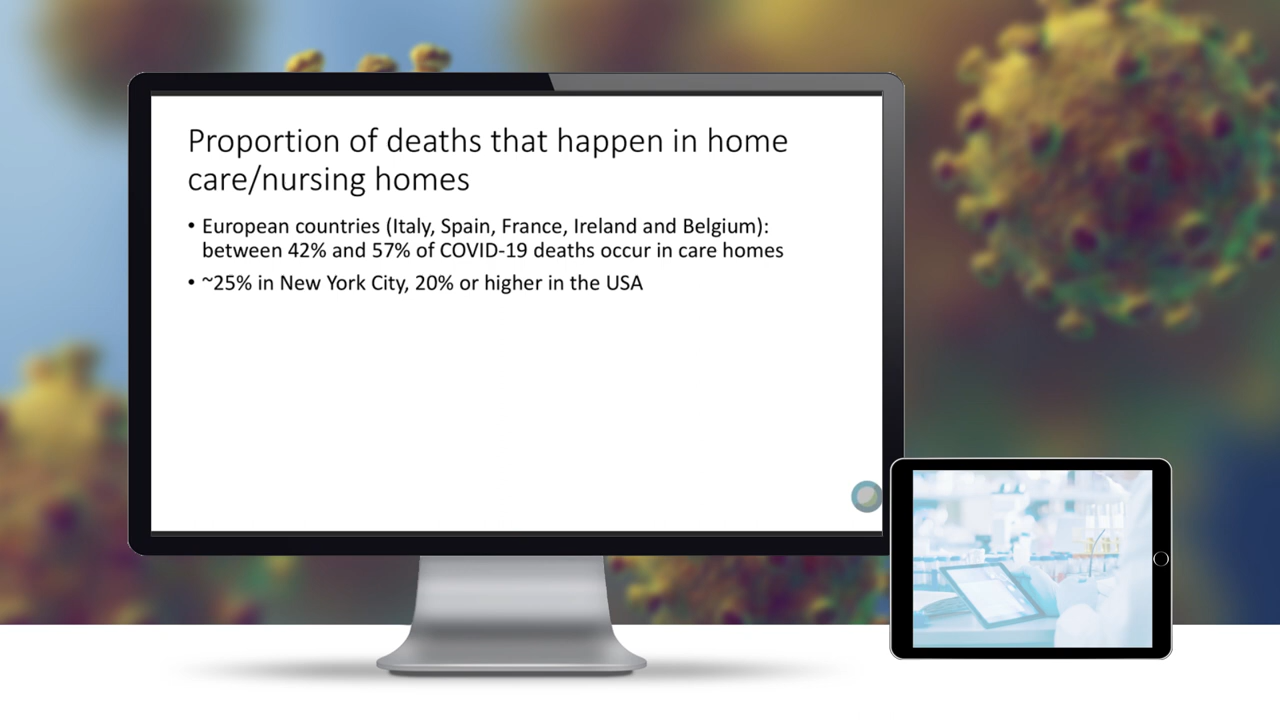 Proportion of deaths that happen in home
care/nursing homes
• European countries (Italy, Spain, France, Ireland and Belgium):
between 42% and 57% of COVID-19 deaths occur in care homes
• ~25% in New York City, 20% or higher in the USA